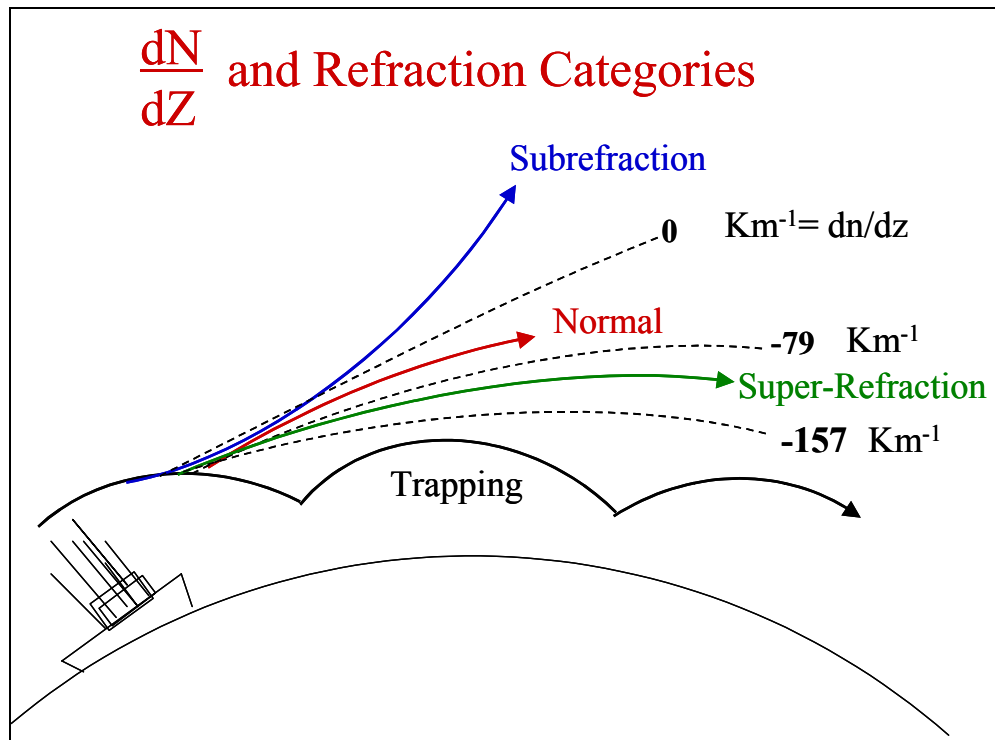 dN
dZ
and Refraction Categories
Subrefraction
0 Km⁻¹= dn/dz
Normal
-79 Km⁻¹
Super-Refraction
-157 Km⁻¹
Trapping